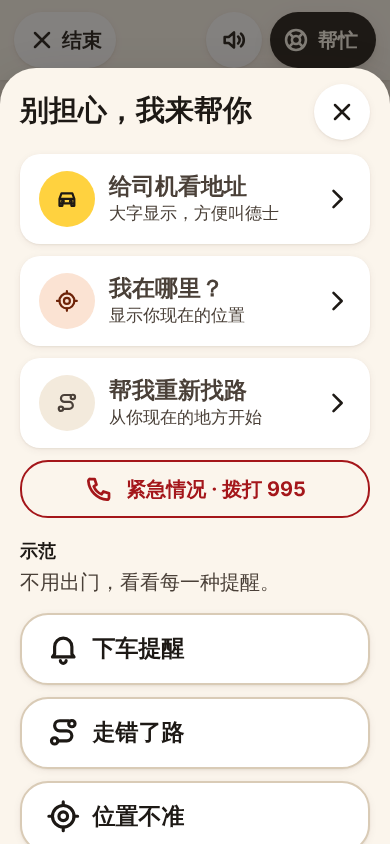 结束
帮忙
别担心，我来帮你
给司机看地址
大字显示，方便叫德士
我在哪里？
显示你现在的位置
帮我重新找路
从你现在的地方开始
紧急情况 · 拨打 995
示范
不用出门，看看每一种提醒。
下车提醒
走错了路
位置不准